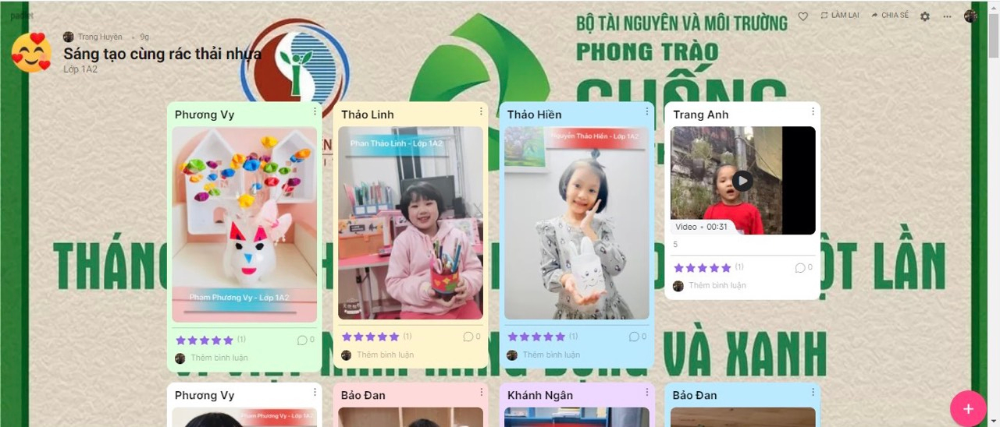 padlet
Trang Huyền • 9g
Sáng tạo cùng rác thải nhựa
Lớp 1A2
BỘ TÀI NGUYÊN VÀ MÔI TRƯỜNG
PHONG TRÀO
CHỐNG
LÀM LẠI
CHIA SẺ
Phương Vy
Phạm Phương Vy - Lớp 1A2
(1)
0
Thêm bình luận
Thảo Linh
Phan Thảo Linh - Lớp 1A2
(1)
0
Thêm bình luận
Thảo Hiền
Nguyễn Thảo Hiền - Lớp 1A2
(1)
0
Thêm bình luận
Trang Anh
Video • 00:31
5
(1)
0
Thêm bình luận
THÁNG
MỘT LẦN
VÀ XANH
Phương Vy
Phạm Phương Vy - Lớp 1A2
Bảo Đan
Khánh Ngân
Bảo Đan